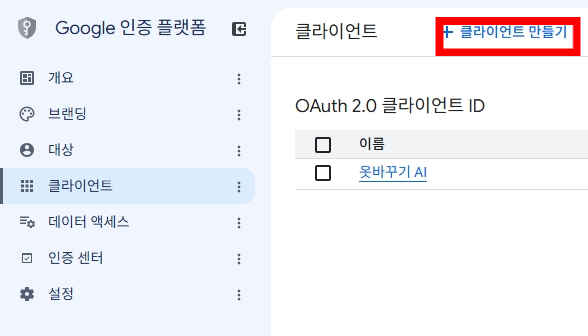 Google 인증 플랫폼
개요
브랜딩
대상
클라이언트
데이터 액세스
인증 센터
설정
클라이언트
+ 클라이언트 만들기
OAuth 2.0 클라이언트 ID
이름
옷바꾸기 AI